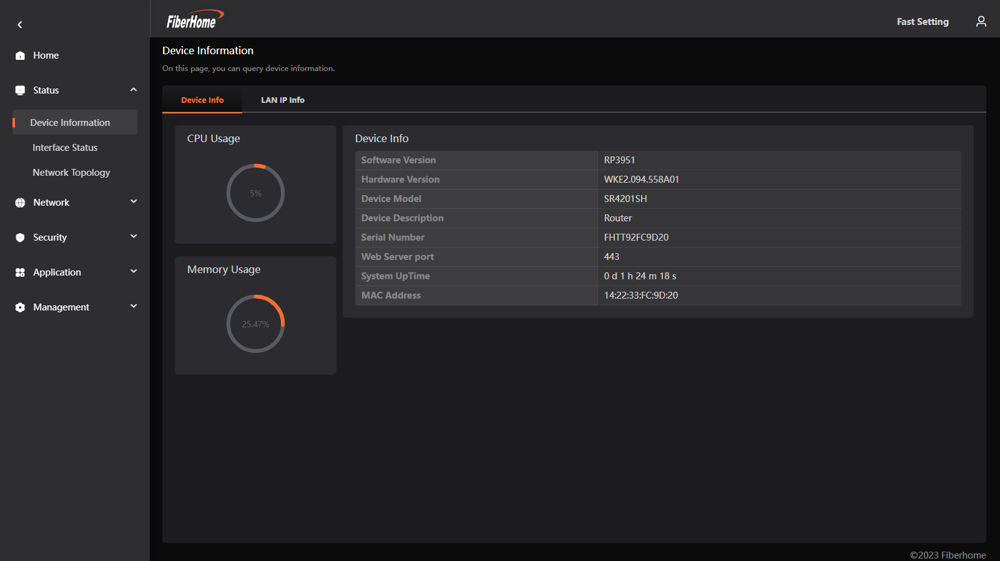 FiberHome
Fast Setting
Home
Status
Device Information
Interface Status
Network Topology
Network
Security
Application
Management
Device Information
On this page, you can query device information.
Device Info
LAN IP Info
CPU Usage
5%
Memory Usage
25.47%
Device Info
Software Version RP3951
Hardware Version WKE2.094.558A01
Device Model SR4201SH
Device Description Router
Serial Number FHTT92FC9D20
Web Server port 443
System UpTime 0 d 1 h 24 m 18 s
MAC Address 14:22:33:FC:9D:20
©2023 Fiberhome